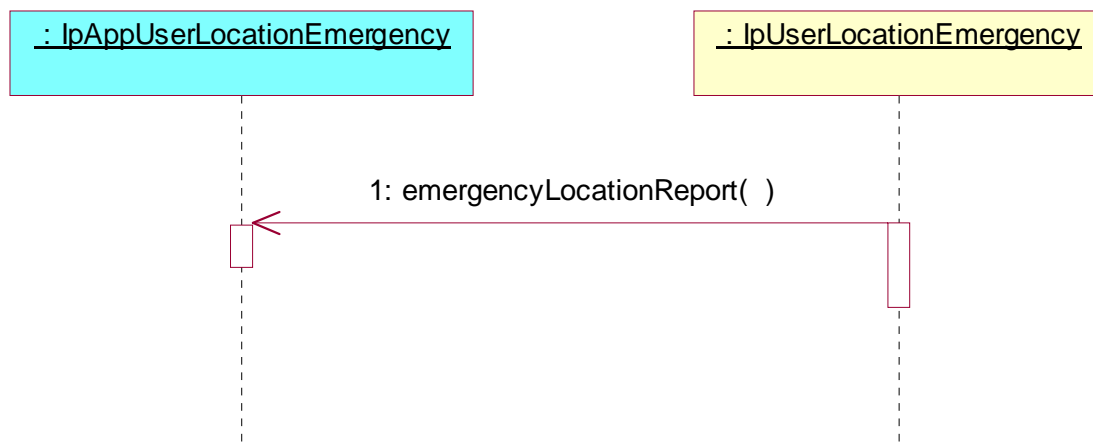 : IpAppUserLocationEmergency
: IpUserLocationEmergency
1: emergencyLocationReport(  )